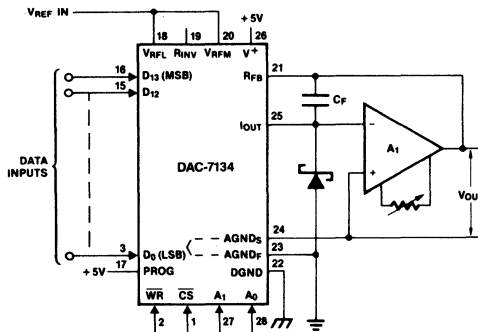 VREF IN
+ 5V
18 19 20 26
VRFL RINV VRFM V+
16 D13 (MSB)
15 D12
RFB 21
CF
IOUT 25
A1
− +
DATA INPUTS
DAC-7134
VOU
AGNDS 24
3 D0 (LSB)
AGNDF 23
+ 5V 17 PROG
DGND 22
WR CS A1 A0
2 1 27 28